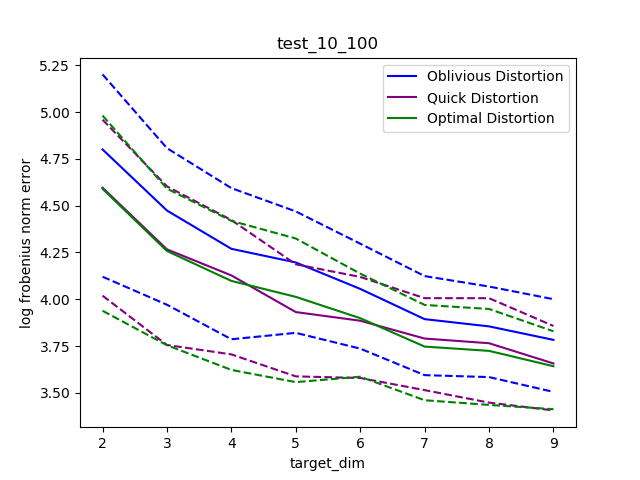 test_10_100
5.25
5.00
4.75
4.50
4.25
4.00
3.75
3.50
log frobenius norm error
Oblivious Distortion
Quick Distortion
Optimal Distortion
2 3 4 5 6 7 8 9
target_dim